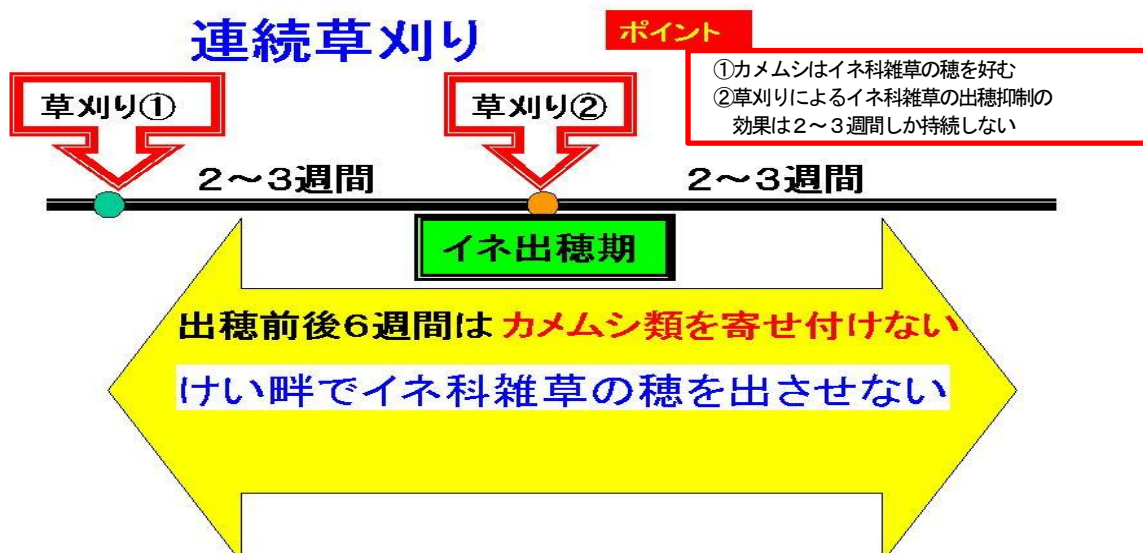 連続草刈り
ポイント
①カメムシはイネ科雑草の穂を好む
②草刈りによるイネ科雑草の出穂抑制の
効果は２～３週間しか持続しない
草刈り①
草刈り②
２～３週間
２～３週間
イネ出穂期
出穂前後６週間はカメムシ類を寄せ付けない
けい畔でイネ科雑草の穂を出させない